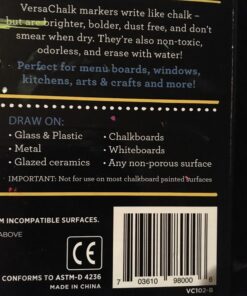 VersaChalk markers write like chalk –
but are brighter, bolder, dust free, and don't
smear when dry. They're also non-toxic,
odorless, and erase with water!
Perfect for menu boards, windows,
kitchens, arts & crafts and more!
DRAW ON:
• Glass & Plastic • Chalkboards
• Metal • Whiteboards
• Glazed ceramics • Any non-porous surface
IMPORTANT: Not for use on most chalkboard painted surfaces
M INCOMPATIBLE SURFACES.
ABOVE
CE
CONFORMS TO ASTM-D 4236
MADE IN CHINA
7 03610 98000 8
VC102-B